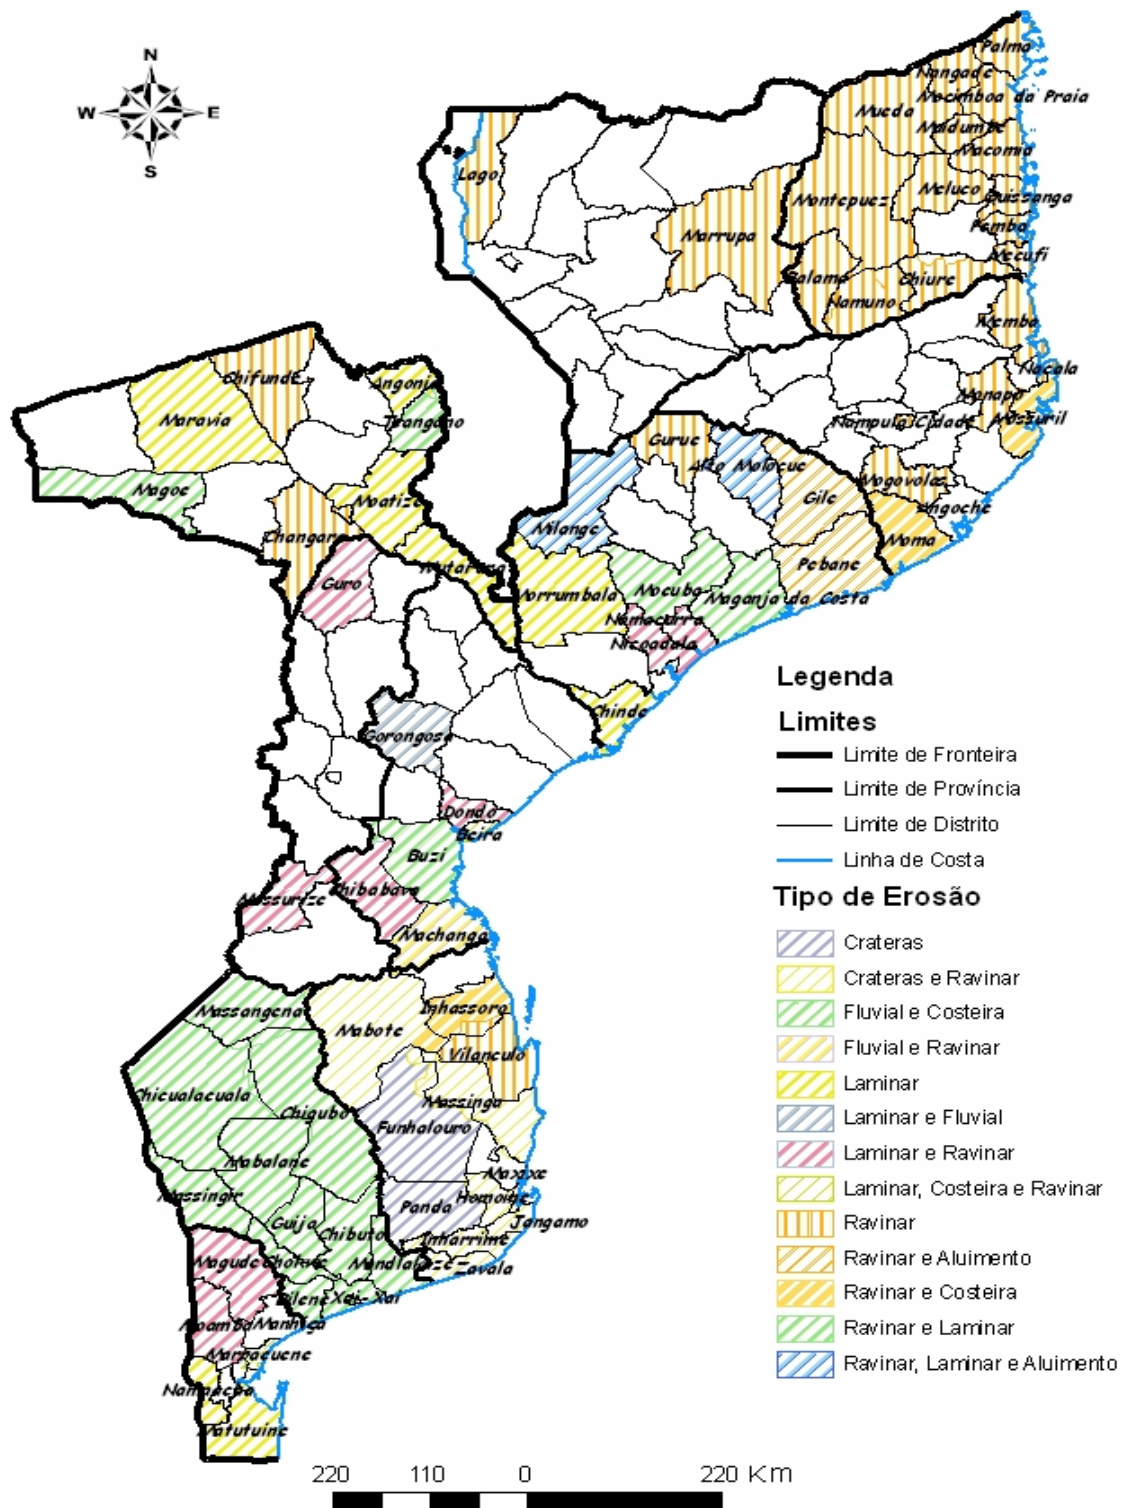 N
W E
S
Palma
Nangade
Mocimboa da Praia
Mueda
Muidumbe
Macomia
Lago
Meluco
Montepuez
Quissanga
Pemba
Marrupa
Mecufi
Balama
Chiure
Namuno
Memba
Nacala
Chifunde
Angonia
Monapo
Maravia
Tsangano
Nampula Cidade
Mossuril
Gurue
Alto Molocue
Magoe
Moatize
Gile
Mogovolas
Angoche
Changara
Milange
Moma
Mutarara
Pebane
Guro
Morrumbala
Mocuba
Maganja da Costa
Namacurra
Nicoadala
Chinde
Gorongosa
Dondo
Beira
Buzi
Mussurize
Chibabava
Machanga
Massangena
Inhassoro
Mabote
Vilanculo
Chicualacuala
Chigubo
Massinga
Funhalouro
Mabalane
Massingir
Maxixe
Panda
Homoine
Guija
Chibuto
Jangamo
Inharrime
Magude
Chokwe
Mandlakaze
Zavala
Bilene
Xai-Xai
Moamba
Manhiça
Marracuene
Namaacha
Matutuine
Legenda
Limites
Limite de Fronteira
Limite de Província
Limite de Distrito
Linha de Costa
Tipo de Erosão
Crateras
Crateras e Ravinar
Fluvial e Costeira
Fluvial e Ravinar
Laminar
Laminar e Fluvial
Laminar e Ravinar
Laminar, Costeira e Ravinar
Ravinar
Ravinar e Aluimento
Ravinar e Costeira
Ravinar e Laminar
Ravinar, Laminar e Aluimento
220 110 0 220 Km